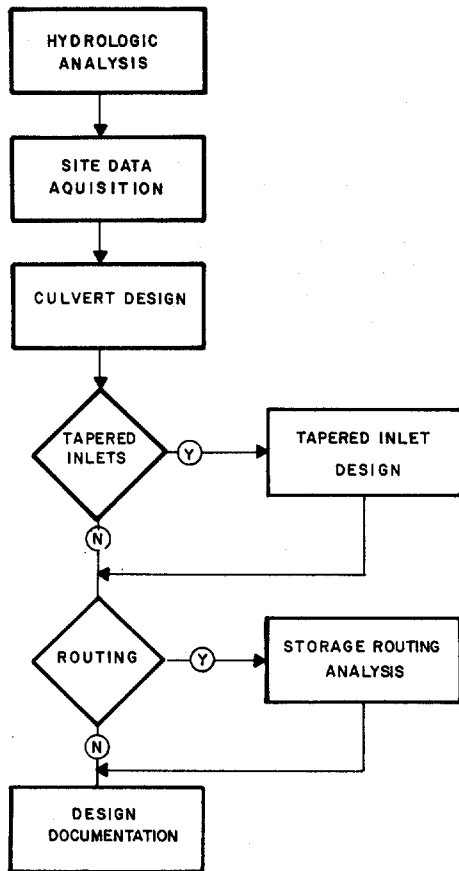 HYDROLOGIC
ANALYSIS
SITE DATA
AQUISITION
CULVERT DESIGN
TAPERED
INLETS
Y
TAPERED INLET
DESIGN
N
ROUTING
Y
STORAGE ROUTING
ANALYSIS
N
DESIGN
DOCUMENTATION